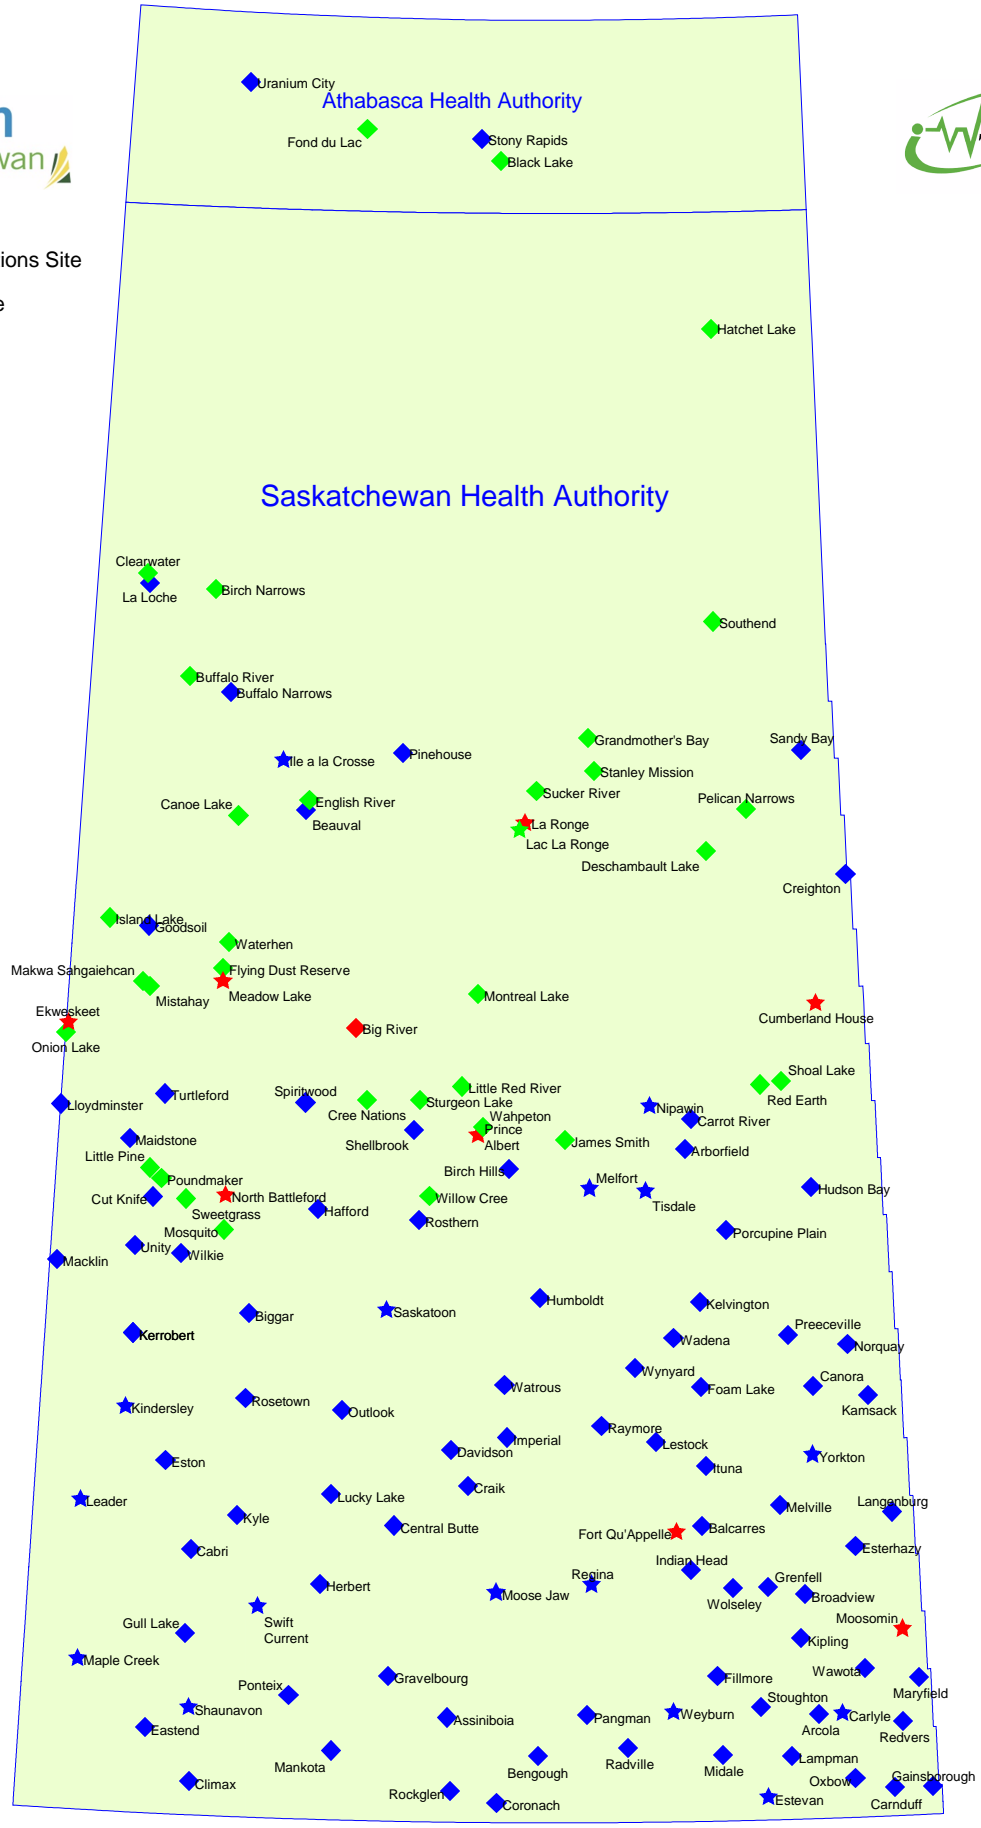 Uranium City
Athabasca Health Authority
Fond du Lac
Stony Rapids
Black Lake
wan
ions Site
e
Hatchet Lake
Saskatchewan Health Authority
Clearwater
La Loche
Birch Narrows
Southend
Buffalo River
Buffalo Narrows
Grandmother's Bay
Sandy Bay
Pinehouse
Ile a la Crosse
Stanley Mission
Sucker River
Pelican Narrows
Canoe Lake
English River
Beauval
La Ronge
Lac La Ronge
Deschambault Lake
Creighton
Island Lake
Goodsoil
Waterhen
Makwa Sahgaiehcan
Flying Dust Reserve
Mistahay
Meadow Lake
Montreal Lake
Ekweskeet
Cumberland House
Big River
Onion Lake
Shoal Lake
Red Earth
Turtleford
Spiritwood
Little Red River
Lloydminster
Cree Nations
Sturgeon Lake
Nipawin
Wahpeton
Carrot River
Prince
Albert
Maidstone
Shellbrook
James Smith
Arborfield
Little Pine
Poundmaker
Birch Hills
Melfort
Hudson Bay
Cut Knife
North Battleford
Willow Cree
Tisdale
Sweetgrass
Hafford
Rosthern
Mosquito
Porcupine Plain
Unity
Wilkie
Macklin
Humboldt
Kelvington
Biggar
Saskatoon
Preeceville
Kerrobert
Wadena
Norquay
Wynyard
Canora
Watrous
Foam Lake
Kamsack
Rosetown
Kindersley
Outlook
Raymore
Imperial
Lestock
Davidson
Yorkton
Eston
Ituna
Craik
Leader
Lucky Lake
Melville
Langenburg
Kyle
Central Butte
Fort Qu'Appelle
Balcarres
Cabri
Esterhazy
Indian Head
Herbert
Regina
Grenfell
Moose Jaw
Wolseley
Broadview
Swift
Current
Moosomin
Gull Lake
Kipling
Maple Creek
Wawota
Gravelbourg
Fillmore
Maryfield
Ponteix
Shaunavon
Stoughton
Assiniboia
Pangman
Weyburn
Arcola
Carlyle
Redvers
Eastend
Mankota
Radville
Bengough
Midale
Lampman
Climax
Oxbow
Gainsborough
Rockglen
Carnduff
Coronach
Estevan